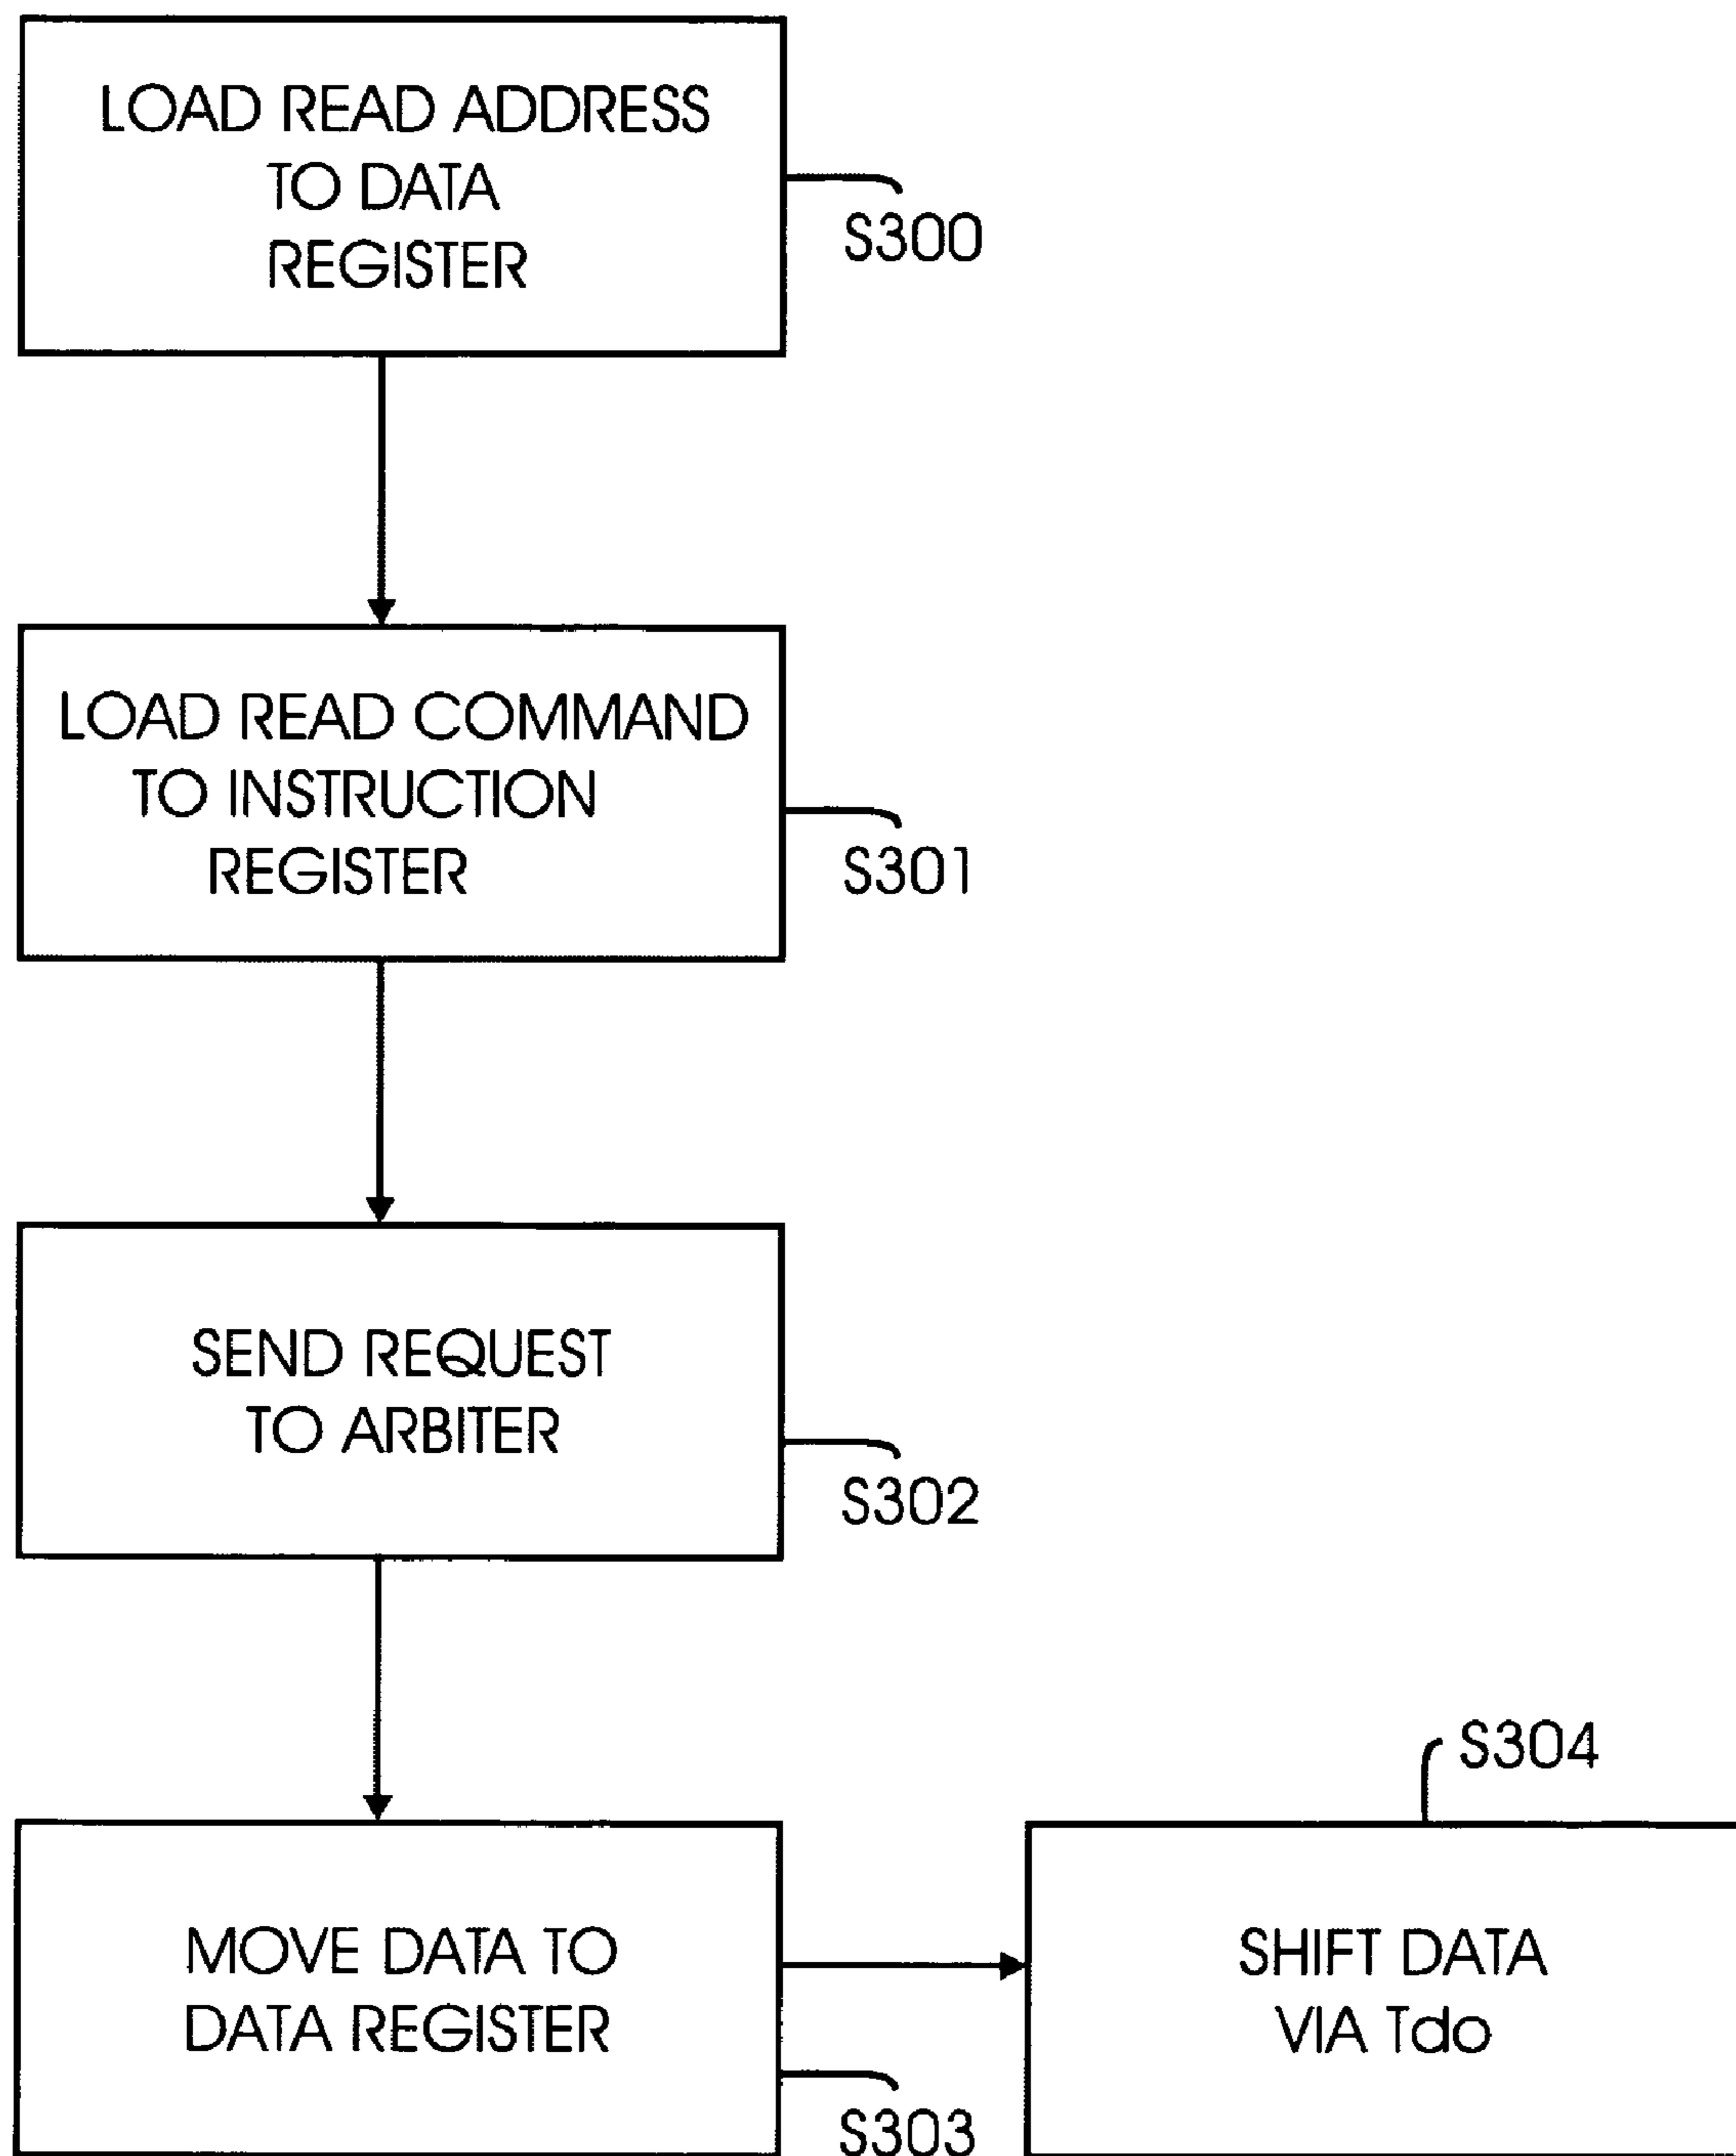 LOAD READ ADDRESS
TO DATA
REGISTER
S300
LOAD READ COMMAND
TO INSTRUCTION
REGISTER
S301
SEND REQUEST
TO ARBITER
S302
MOVE DATA TO
DATA REGISTER
S303
S304
SHIFT DATA
VIA Tdo